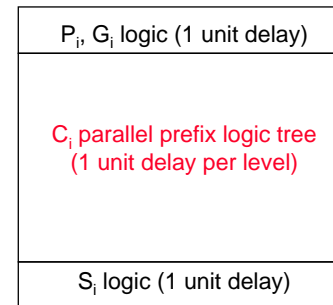 Pi, Gi logic (1 unit delay)
Ci parallel prefix logic tree
(1 unit delay per level)
Si logic (1 unit delay)